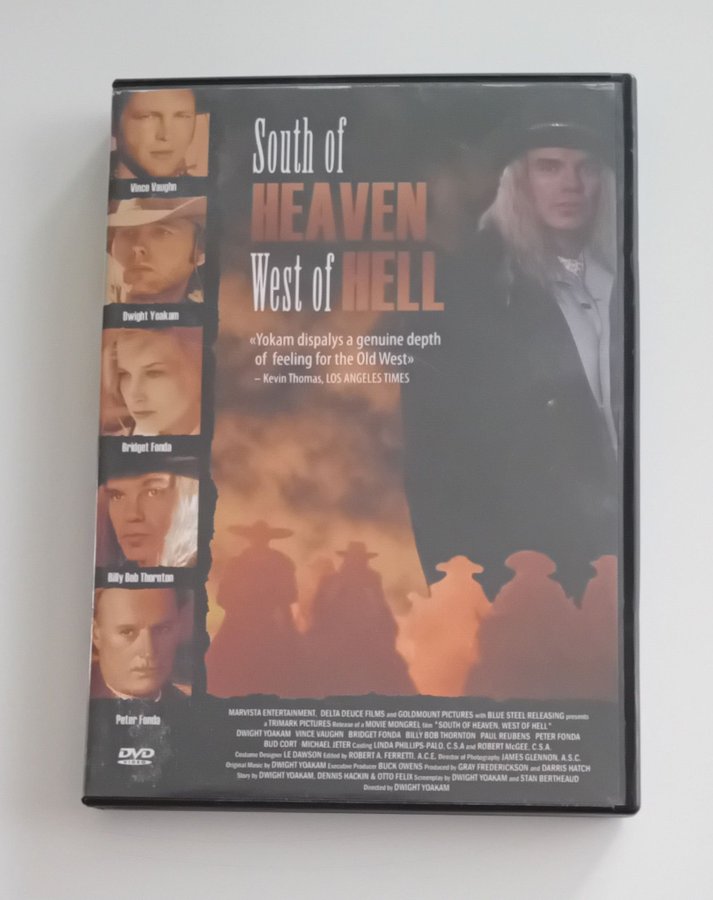 South of
HEAVEN
West of HELL
«Yokam dispalys a genuine depth
of feeling for the Old West»
– Kevin Thomas, LOS ANGELES TIMES
Vince Vaughn
Dwight Yoakam
Bridget Fonda
Billy Bob Thornton
Peter Fonda
DVD
VIDEO
MARVISTA ENTERTAINMENT, DELTA DEUCE FILMS and GOLDMOUNT PICTURES with BLUE STEEL RELEASING presents
a TRIMARK PICTURES Release of a MOVIE MONGREL film "SOUTH OF HEAVEN, WEST OF HELL"
DWIGHT YOAKAM VINCE VAUGHN BRIDGET FONDA BILLY BOB THORNTON PAUL REUBENS PETER FONDA
BUD CORT MICHAEL JETER Casting LINDA PHILLIPS-PALO, C.S.A and ROBERT McGEE, C.S.A.
Costume Designer LE DAWSON Edited by ROBERT A. FERRETTI, A.C.E. Director of Photography JAMES GLENNON, A.S.C.
Original Music by DWIGHT YOAKAM Executive Producer BUCK OWENS Produced by GRAY FREDERICKSON and DARRIS HATCH
Story by DWIGHT YOAKAM, DENNIS HACKIN & OTTO FELIX Screenplay by DWIGHT YOAKAM and STAN BERTHEAUD
Directed by DWIGHT YOAKAM